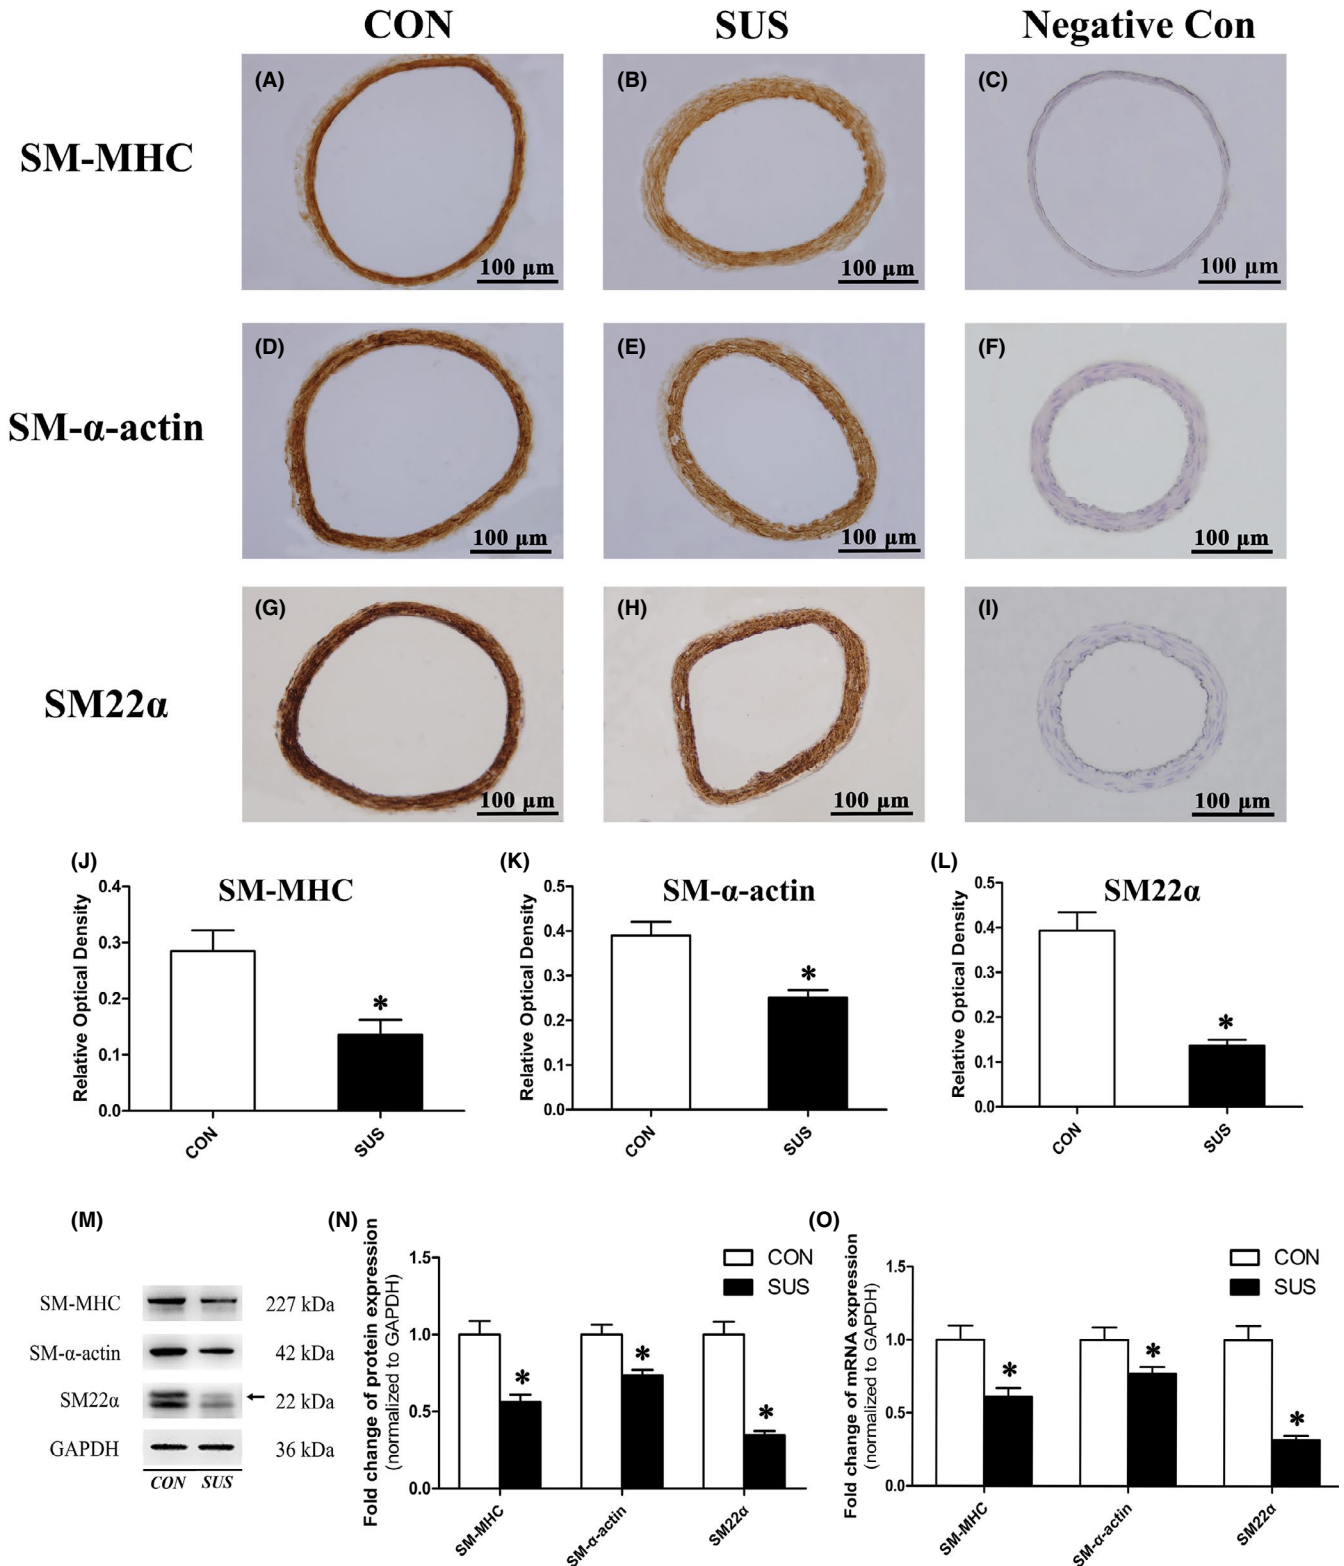 CON SUS Negative Con
SM-MHC
(A) (B) (C)
100 μm 100 μm 100 μm
SM-α-actin
(D) (E) (F)
100 μm 100 μm 100 μm
SM22α
(G) (H) (I)
100 μm 100 μm 100 μm
(J)
SM-MHC
Relative Optical Density
0.4
0.3
0.2
0.1
0.0
*
CON SUS
(K)
SM-α-actin
Relative Optical Density
0.5
0.4
0.3
0.2
0.1
0.0
*
CON SUS
(L)
SM22α
Relative Optical Density
0.5
0.4
0.3
0.2
0.1
0.0
*
CON SUS
(M)
SM-MHC 227 kDa
SM-α-actin 42 kDa
SM22α 22 kDa
GAPDH 36 kDa
CON SUS
(N)
Fold change of protein expression
(normalized to GAPDH)
1.5
1.0
0.5
0.0
CON
SUS
* * *
SM-MHC SM-α-actin SM22α
(O)
Fold change of mRNA expression
(normalized to GAPDH)
1.5
1.0
0.5
0.0
CON
SUS
* * *
SM-MHC SM-α-actin SM22α